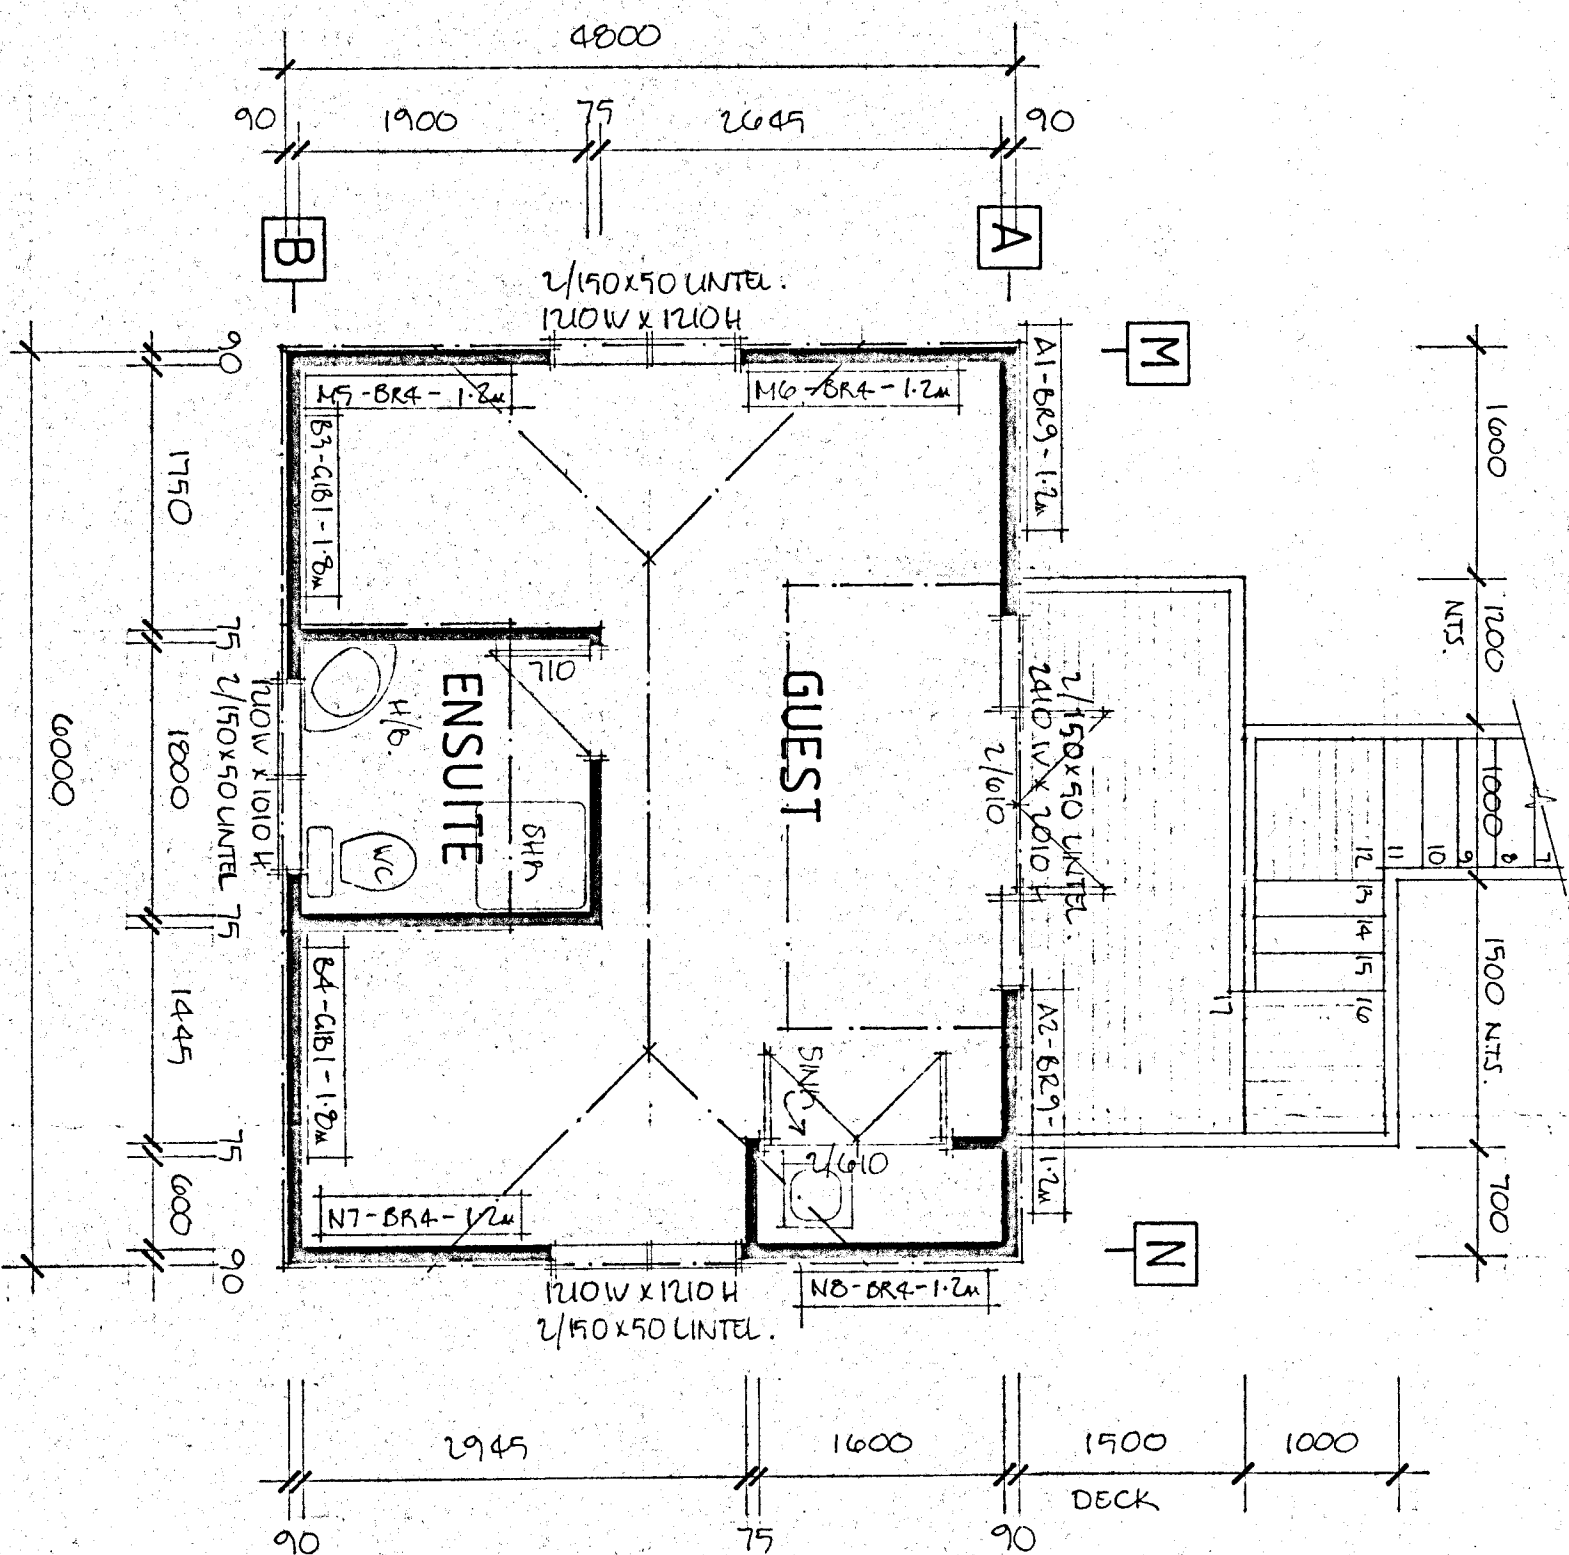 4800
90
1900
75
2645
90
B
A
2/150x50 LINTEL.
1210W x 1210H
M
M5-BR4-1.2m
M6-BR4-1.2m
A1-BR9-1.2m
B3-GIB1-1.8m
90
1750
75
1800
75
1445
75
600
90
6000
1210W x 1010H
2/150x50 LINTEL
710
H/B.
ENSUITE
WC
SHR
GUEST
2/610
2410W x 2010H
2/150x50 LINTEL.
1600
1200
N.T.S.
1000
1500 N.T.S.
700
7
8
9
10
11
12
13
14
15
16
17
B4-GIB1-1.8m
A2-BR9-1.2m
SINK
2/610
N7-BR4-1.2m
N
1210W x 1210H
2/150x50 LINTEL.
N8-BR4-1.2m
2945
1600
1500
1000
DECK
90
75
90